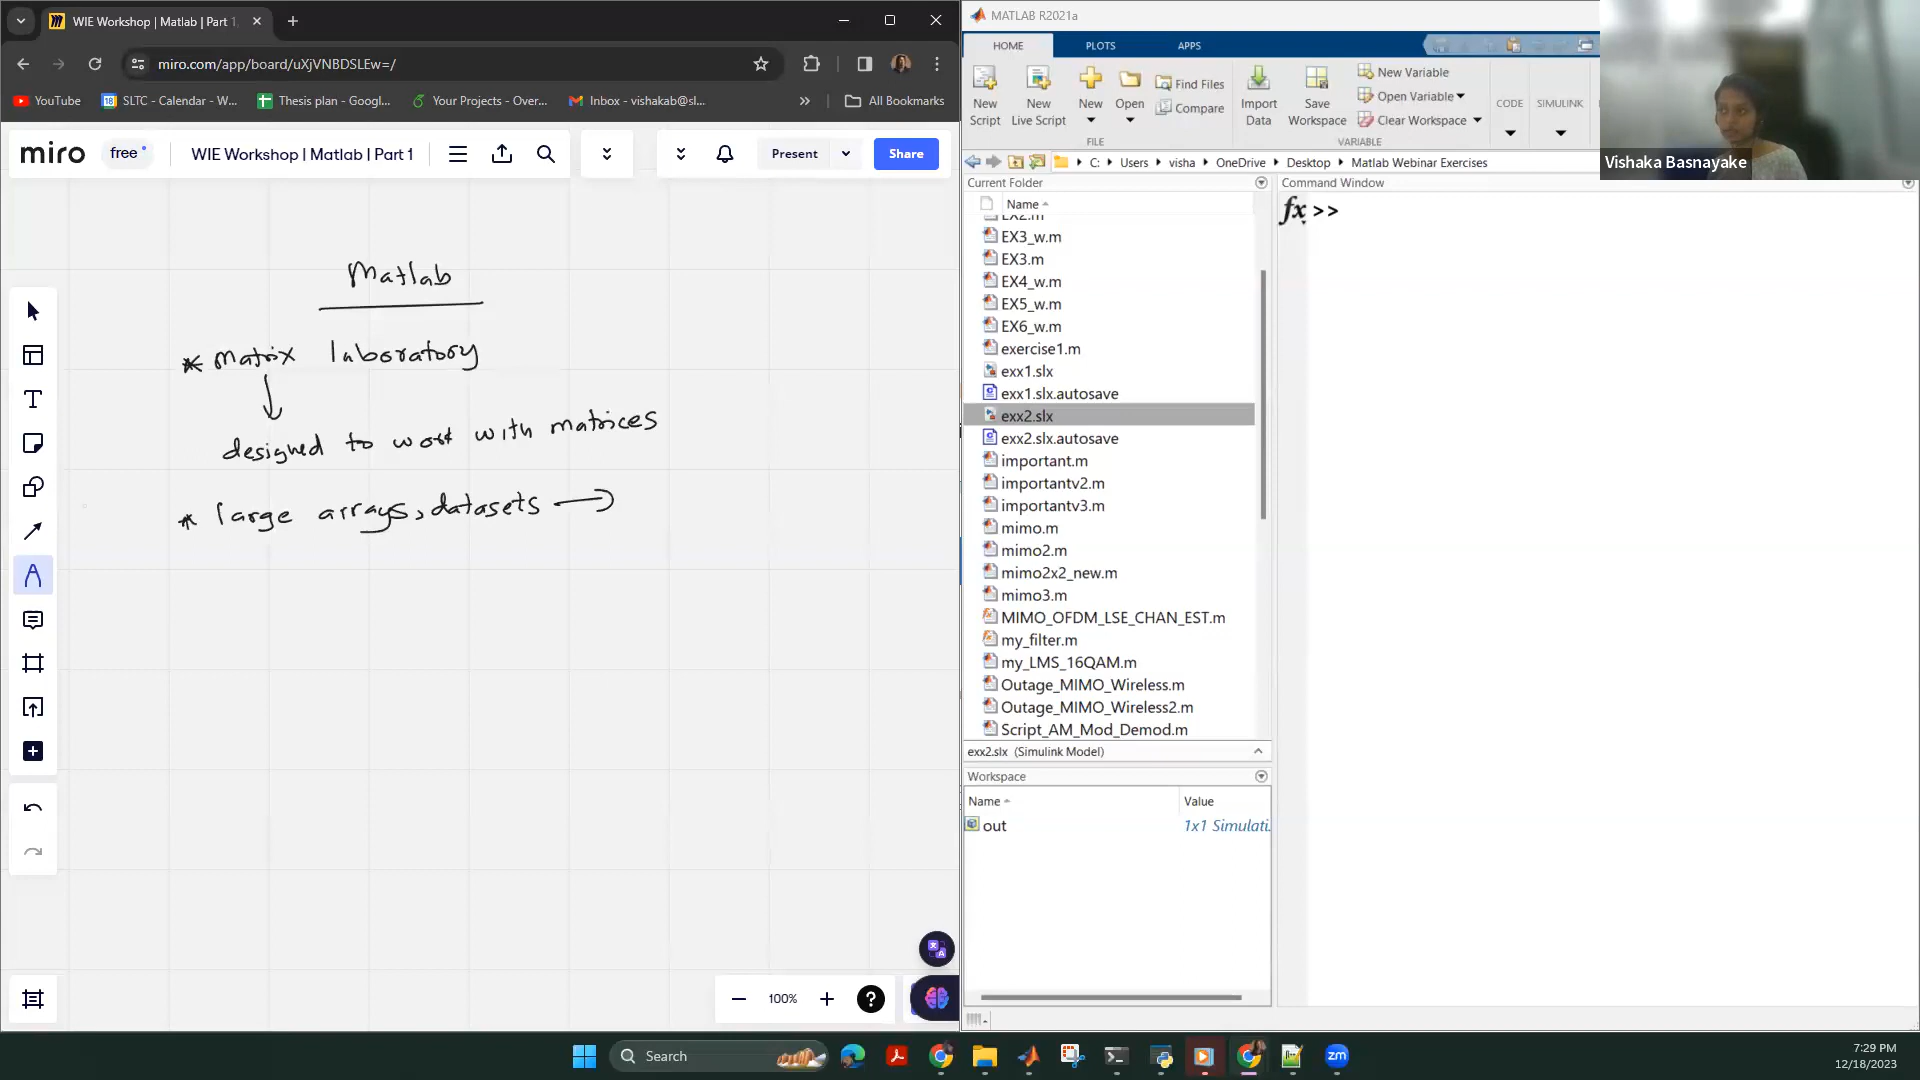 WIE Workshop | Matlab | Part 1
miro.com/app/board/uXjVNBDSLEw=/
YouTube
SLTC - Calendar - W...
Thesis plan - Googl...
Your Projects - Over...
Inbox - vishakab@sl...
All Bookmarks
miro
free
WIE Workshop | Matlab | Part 1
Present
Share
Matlab
* Matrix laboratory
designed to work with matrices
* large arrays, datasets
100%
MATLAB R2021a
HOME
PLOTS
APPS
New Script
New Live Script
New
Open
Find Files
Compare
Import Data
Save Workspace
New Variable
Open Variable
Clear Workspace
CODE
SIMULINK
FILE
VARIABLE
C: Users visha OneDrive Desktop Matlab Webinar Exercises
Vishaka Basnayake
Current Folder
Name
EX2.m
EX3_w.m
EX3.m
EX4_w.m
EX5_w.m
EX6_w.m
exercise1.m
exx1.slx
exx1.slx.autosave
exx2.slx
exx2.slx.autosave
important.m
importantv2.m
importantv3.m
mimo.m
mimo2.m
mimo2x2_new.m
mimo3.m
MIMO_OFDM_LSE_CHAN_EST.m
my_filter.m
my_LMS_16QAM.m
Outage_MIMO_Wireless.m
Outage_MIMO_Wireless2.m
Script_AM_Mod_Demod.m
exx2.slx (Simulink Model)
Workspace
Name Value
out 1x1 Simulati...
Command Window
fx >>
Search
7:29 PM
12/18/2023